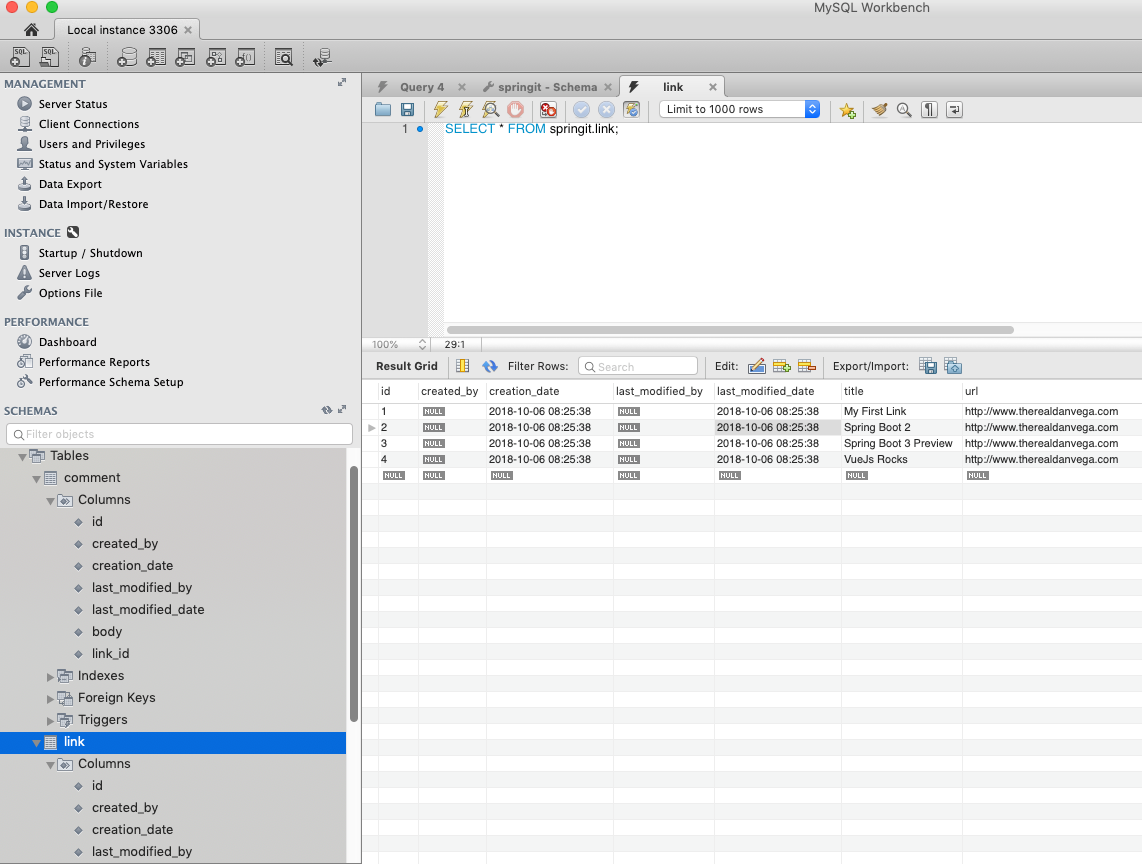 MySQL Workbench
Local instance 3306
SQL SQL
MANAGEMENT
Server Status
Client Connections
Users and Privileges
Status and System Variables
Data Export
Data Import/Restore
INSTANCE
Startup / Shutdown
Server Logs
Options File
PERFORMANCE
Dashboard
Performance Reports
Performance Schema Setup
SCHEMAS
Filter objects
Tables
comment
Columns
id
created_by
creation_date
last_modified_by
last_modified_date
body
link_id
Indexes
Foreign Keys
Triggers
link
Columns
id
created_by
creation_date
last_modified_by
Query 4 springit - Schema link
Limit to 1000 rows
1 SELECT * FROM springit.link;
100% 29:1
Result Grid Filter Rows: Search Edit: Export/Import:
id created_by creation_date last_modified_by last_modified_date title url
1 NULL 2018-10-06 08:25:38 NULL 2018-10-06 08:25:38 My First Link http://www.therealdanvega.com
2 NULL 2018-10-06 08:25:38 NULL 2018-10-06 08:25:38 Spring Boot 2 http://www.therealdanvega.com
3 NULL 2018-10-06 08:25:38 NULL 2018-10-06 08:25:38 Spring Boot 3 Preview http://www.therealdanvega.com
4 NULL 2018-10-06 08:25:38 NULL 2018-10-06 08:25:38 VueJs Rocks http://www.therealdanvega.com
NULL NULL NULL NULL NULL NULL NULL